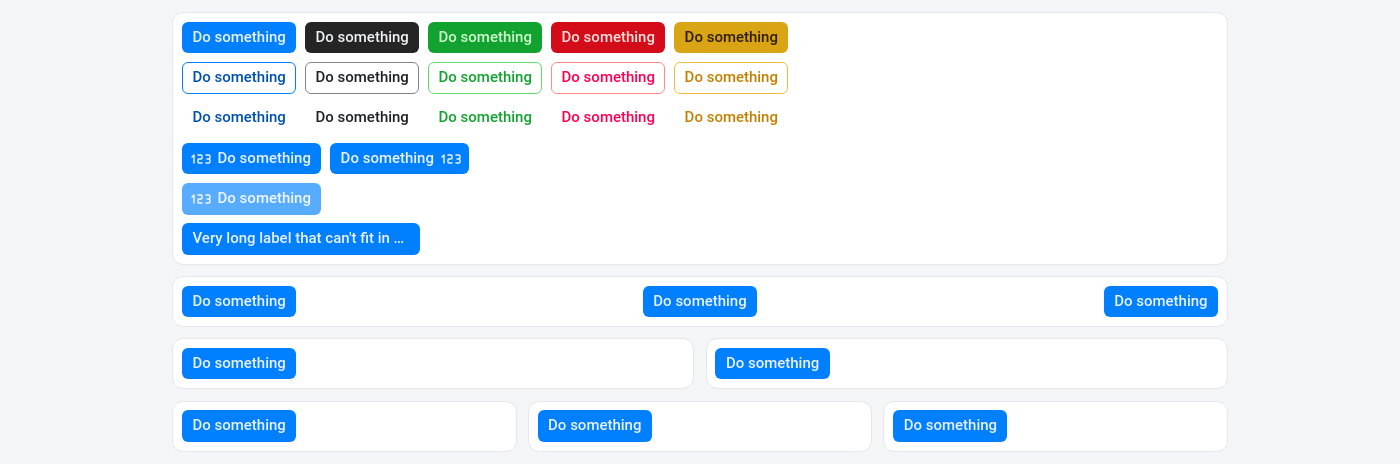 Do something Do something Do something Do something Do something
Do something Do something Do something Do something Do something
Do something Do something Do something Do something Do something
123 Do something Do something 123
123 Do something
Very long label that can't fit in ...
Do something Do something Do something
Do something Do something
Do something Do something Do something